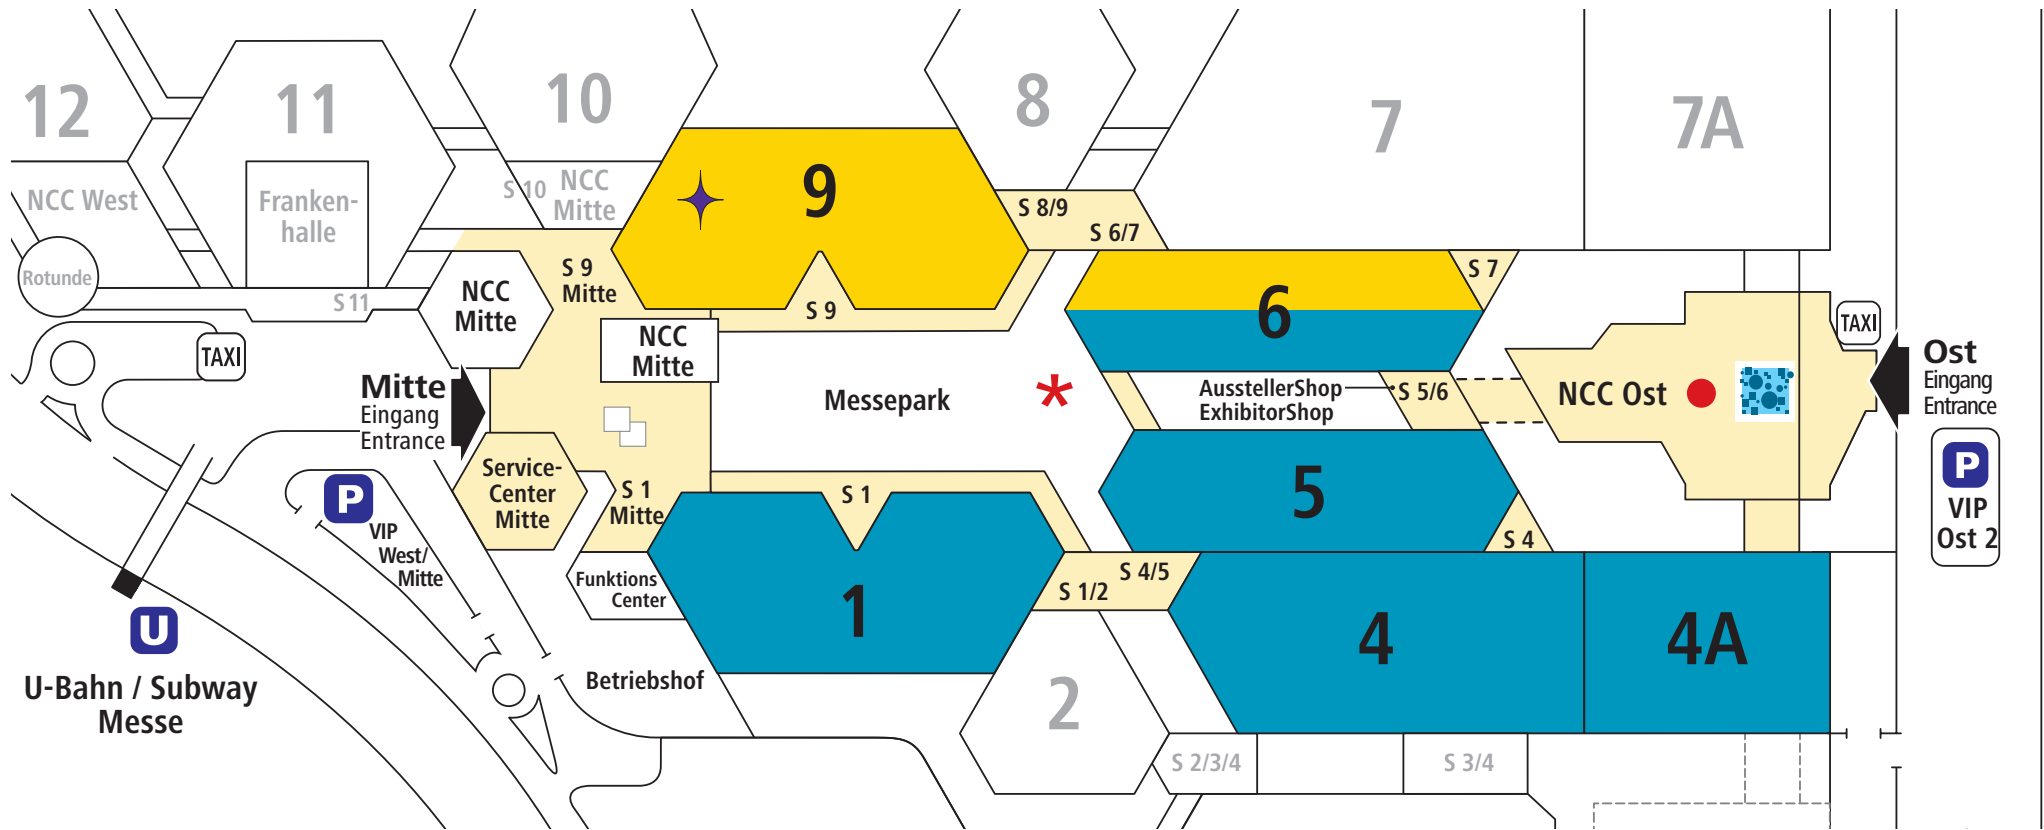 12
11
10
8
7
7A
NCC West
Franken-
halle
S 10
NCC
Mitte
9
S 8/9
S 6/7
Rotunde
S 11
NCC
Mitte
S 9
Mitte
S 9
NCC
Mitte
6
S 7
TAXI
TAXI
Mitte
Eingang
Entrance
Messepark
*
AusstellerShop
ExhibitorShop
S 5/6
NCC Ost
Ost
Eingang
Entrance
P
VIP
Ost 2
Service-
Center
Mitte
S 1
Mitte
S 1
5
S 4
P
VIP
West/
Mitte
Funktions
Center
1
S 4/5
S 1/2
4
4A
U
U-Bahn / Subway
Messe
Betriebshof
2
S 2/3/4
S 3/4